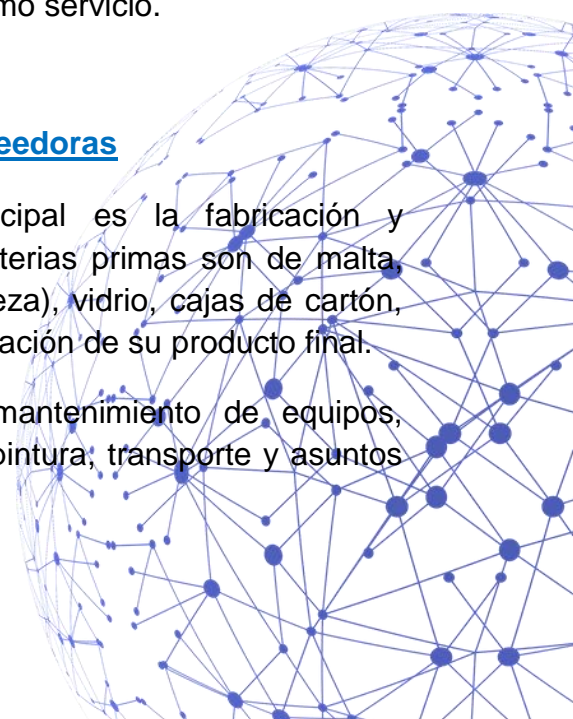 mo servicio.
eedoras
cipal es la fabricación y
terias primas son de malta,
eza), vidrio, cajas de cartón,
ación de su producto final.
mantenimiento de equipos,
pintura, transporte y asuntos